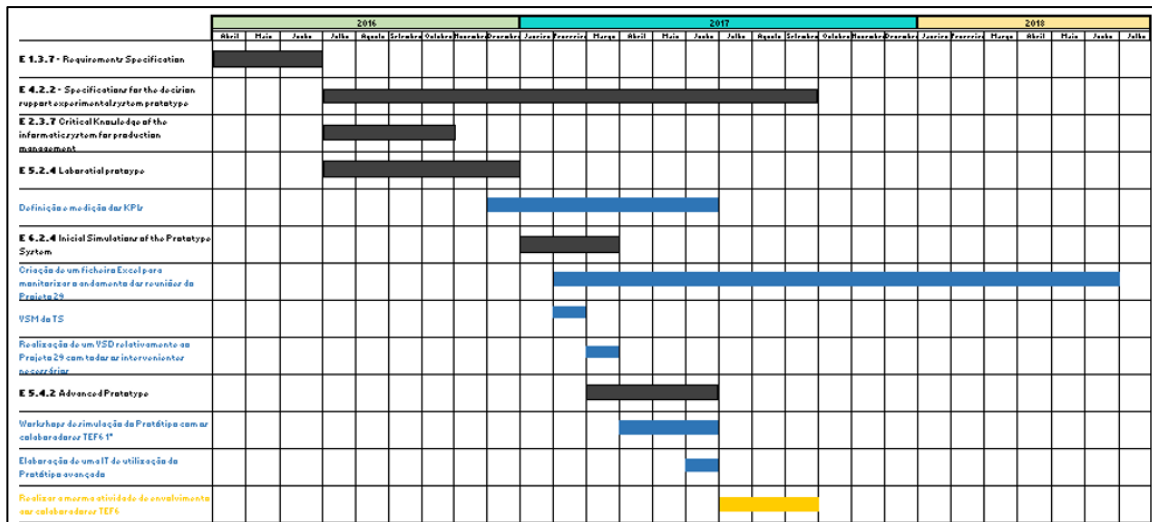 2016 2017 2018
Abril Maio Junho Julho Agosto Setembro Outubro Novembro Dezembro Janeiro Fevereiro Março Abril Maio Junho Julho Agosto Setembro Outubro Novembro Dezembro Janeiro Fevereiro Março Abril Maio Junho Julho
E 1.3.7 - Requirements Specification
E 4.2.2 - Specifications for the decision
support experimental system prototype
E 2.3.7 Critical Knowledge of the
informatic system for production
management
E 5.2.4 Laboratial protoype
Definição e medição dos KPIs
E 6.2.4 Inicial Simulations of the Prototype
System
Criação de um ficheiro Excel para
monitorizar o andamento das reuniões do
Projeto 29
VSM da TS
Realização de um VSD relativamente ao
Projeto 29 com todos os intervenientes
necessários
E 5.4.2 Advanced Prototype
Workshops de simulação do Protótipo com os
colaboradores TEF6 1ª
Elaboração de uma IT de utilização do
Protótipo avançado
Realizar a mesma atividade de envolvimento
aos colaboradores TEF6